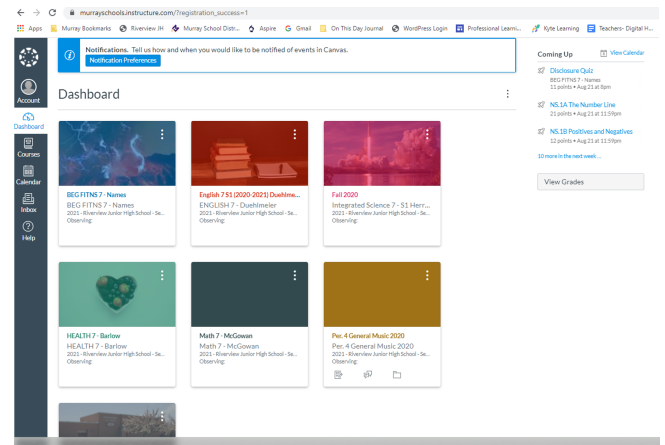 murrayschools.instructure.com/?registration_success=1
Apps Murray Bookmarks Riverview JH Murray School Distr... Aspire Gmail On This Day Journal WordPress Login Professional Learni... Kyte Learning Teachers- Digital H...
Notifications. Tell us how and when you would like to be notified of events in Canvas.
Notification Preferences
Account
Dashboard
Courses
Calendar
Inbox
Help
Dashboard
BEG FITNS 7 - Names
BEG FITNS 7 - Names
2021 - Riverview Junior High School - Se...
Observing:
English 7 S1 (2020-2021) Duehlme...
ENGLISH 7 - Duehlmeier
2021 - Riverview Junior High School - Se...
Observing:
Fall 2020
Integrated Science 7 - S1 Herr...
2021 - Riverview Junior High School - Se...
Observing:
HEALTH 7 - Barlow
HEALTH 7 - Barlow
2021 - Riverview Junior High School - Se...
Observing:
Math 7 - McGowan
Math 7 - McGowan
2021 - Riverview Junior High School - Se...
Observing:
Per. 4 General Music 2020
Per. 4 General Music 2020
2021 - Riverview Junior High School - Se...
Observing:
Coming Up View Calendar
Disclosure Quiz
BEG FITNS 7 - Names
11 points • Aug 21 at 8pm
NS.1A The Number Line
21 points • Aug 21 at 11:59pm
NS.1B Positives and Negatives
12 points • Aug 21 at 11:59pm
10 more in the next week ...
View Grades